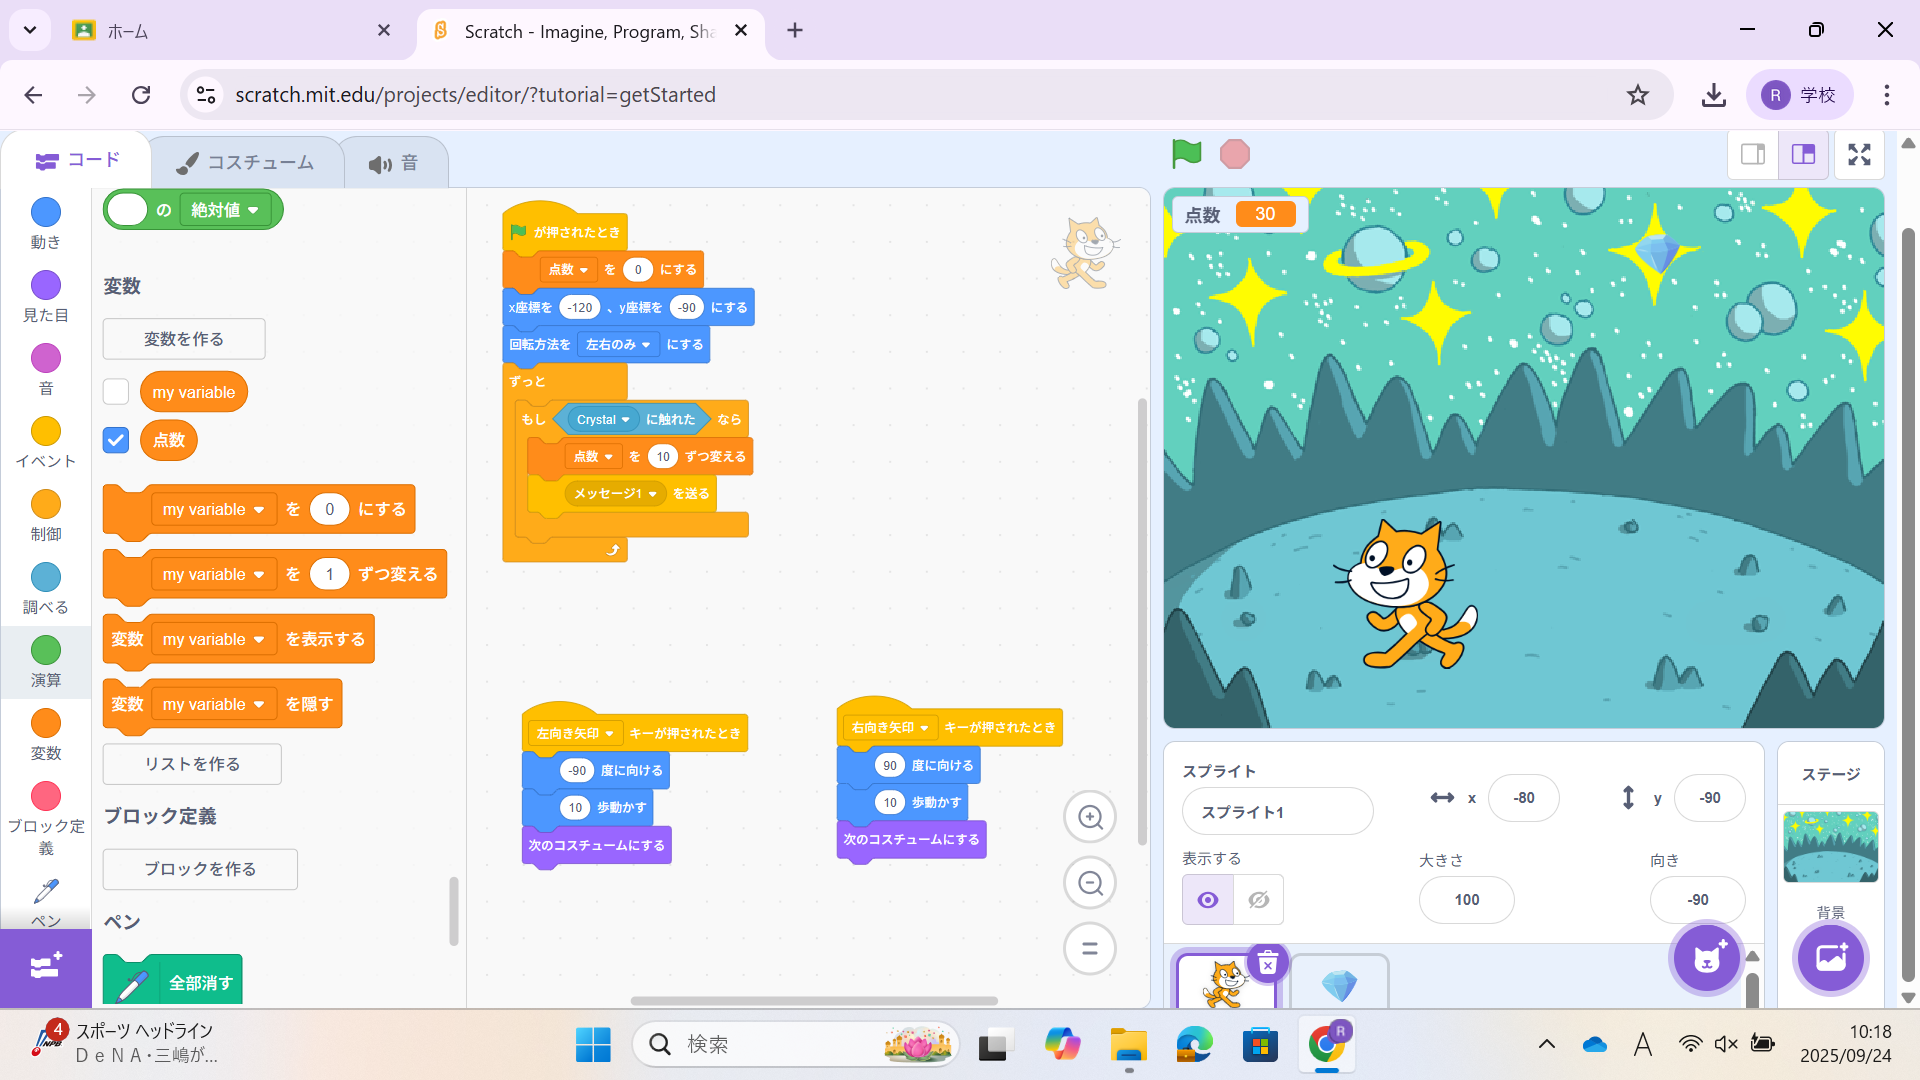 ホーム
Scratch - Imagine, Program, Sha
scratch.mit.edu/projects/editor/?tutorial=getStarted
R 学校
コード
コスチューム
音
動き
見た目
音
イベント
制御
調べる
演算
変数
ブロック定義
ペン
の 絶対値
変数
変数を作る
my variable
点数
my variable を 0 にする
my variable を 1 ずつ変える
変数 my variable を表示する
変数 my variable を隠す
リストを作る
ブロック定義
ブロックを作る
ペン
全部消す
が押されたとき
点数 を 0 にする
x座標を -120 、y座標を -90 にする
回転方法を 左右のみ にする
ずっと
もし Crystal に触れた なら
点数 を 10 ずつ変える
メッセージ1 を送る
左向き矢印 キーが押されたとき
-90 度に向ける
10 歩動かす
次のコスチュームにする
右向き矢印 キーが押されたとき
90 度に向ける
10 歩動かす
次のコスチュームにする
点数 30
スプライト
スプライト1
x -80
y -90
表示する
大きさ
100
向き
-90
ステージ
背景
4
NPB
スポーツ ヘッドライン
DeNA・三嶋が...
検索
R
A
10:18
2025/09/24